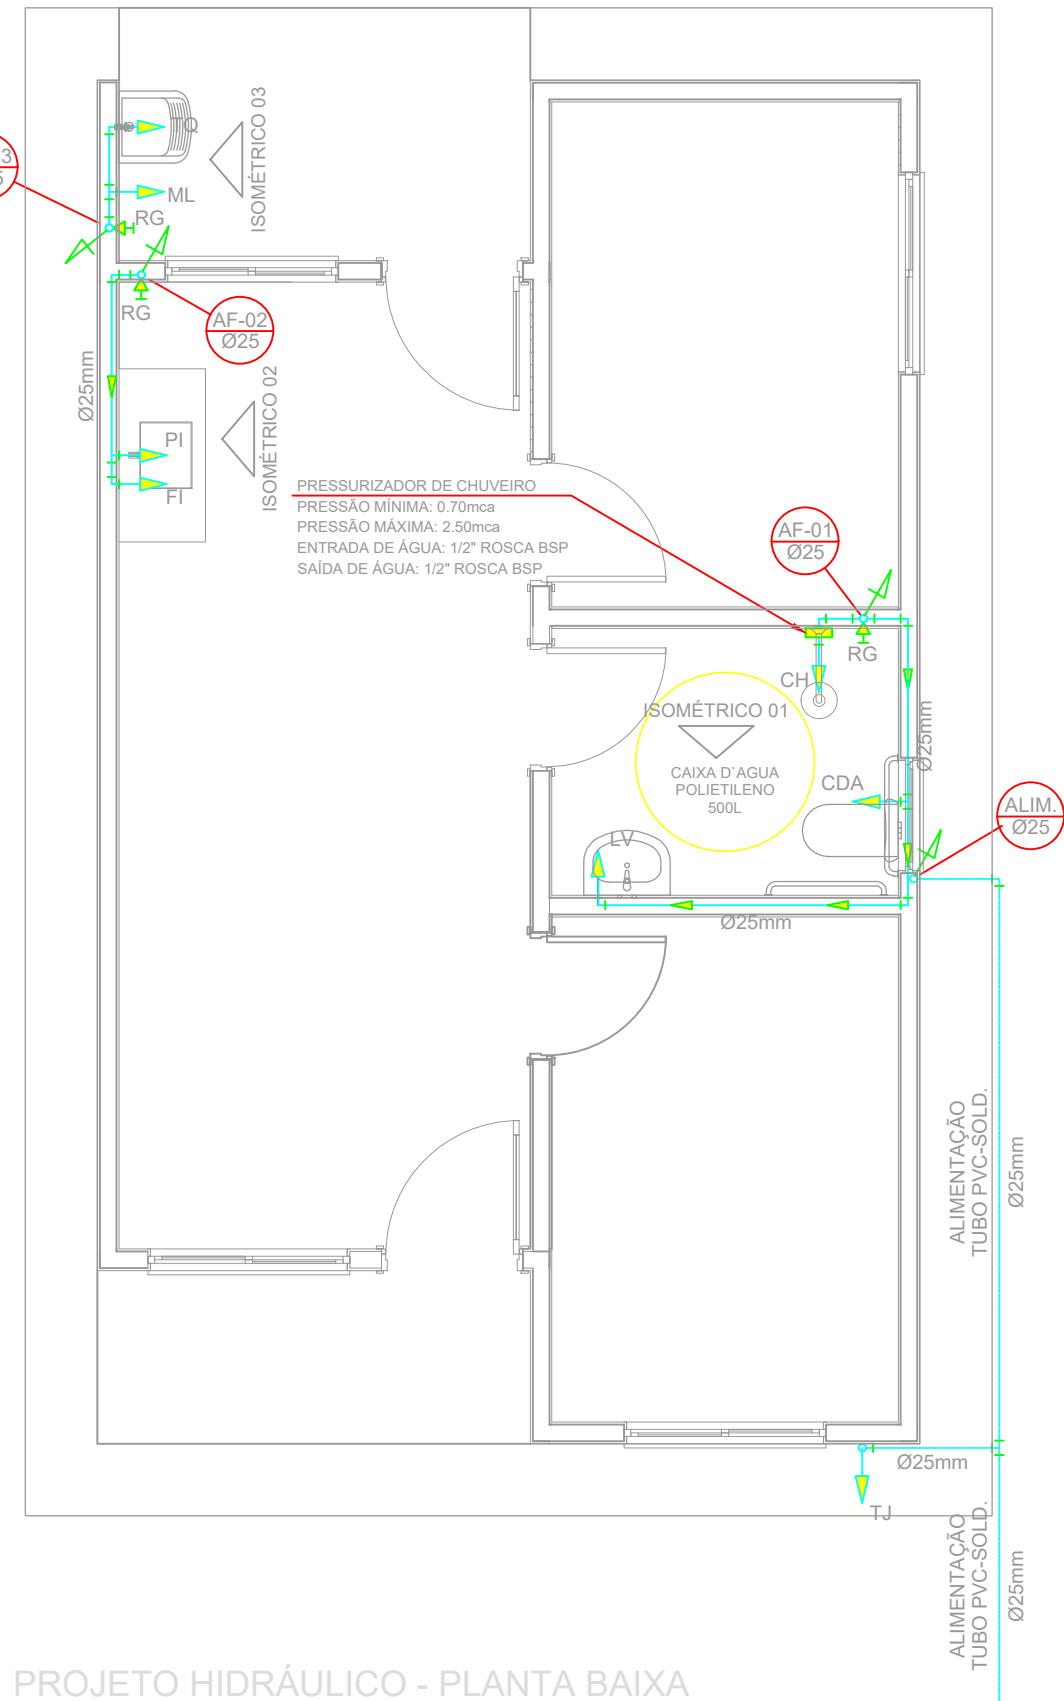 TQ
ISOMÉTRICO 03
3
ML
RG
RG
AF-02
Ø25
Ø25mm
ISOMÉTRICO 02
PI
FI
PRESSURIZADOR DE CHUVEIRO
PRESSÃO MÍNIMA: 0.70mca
PRESSÃO MÁXIMA: 2.50mca
ENTRADA DE ÁGUA: 1/2" ROSCA BSP
SAÍDA DE ÁGUA: 1/2" ROSCA BSP
AF-01
Ø25
RG
CH
ISOMÉTRICO 01
Ø25mm
CAIXA D`AGUA
POLIETILENO
500L
CDA
ALIM.
Ø25
LV
Ø25mm
ALIMENTAÇÃO
TUBO PVC-SOLD.
Ø25mm
Ø25mm
TJ
ALIMENTAÇÃO
TUBO PVC-SOLD.
Ø25mm
PROJETO HIDRÁULICO - PLANTA BAIXA